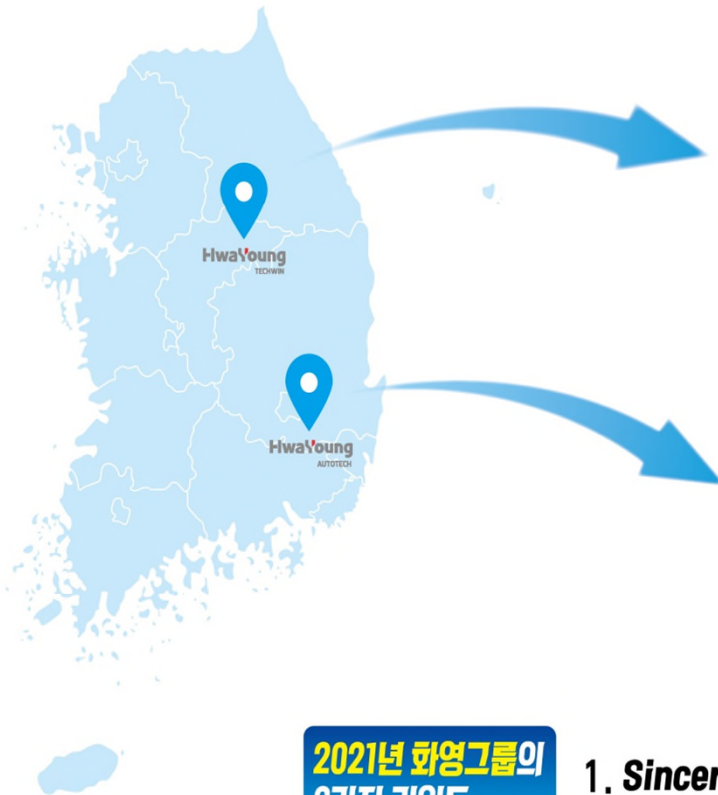 HwaYoung
TECHWIN
HwaYoung
AUTOTECH
2021년 화영그룹의
1. Sincer